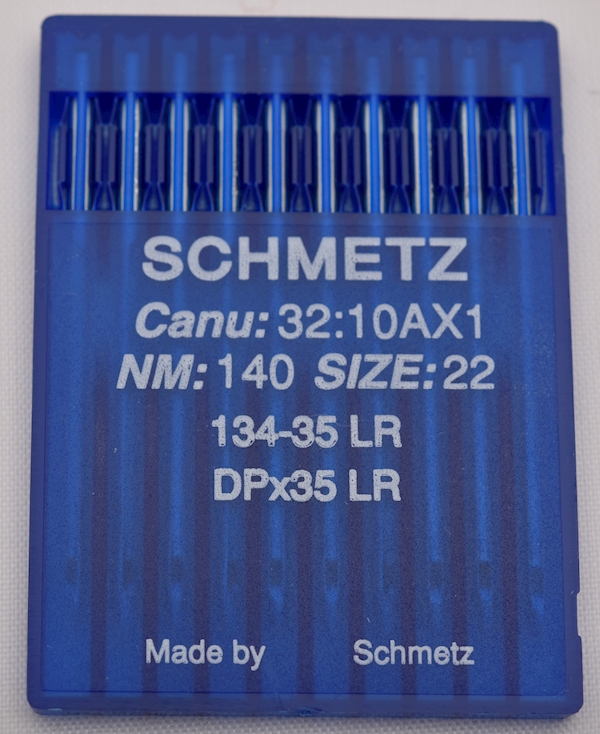 SCHMETZ
Canu: 32:10AX1
NM: 140 SIZE: 22
134-35 LR
DPx35 LR
Made by Schmetz